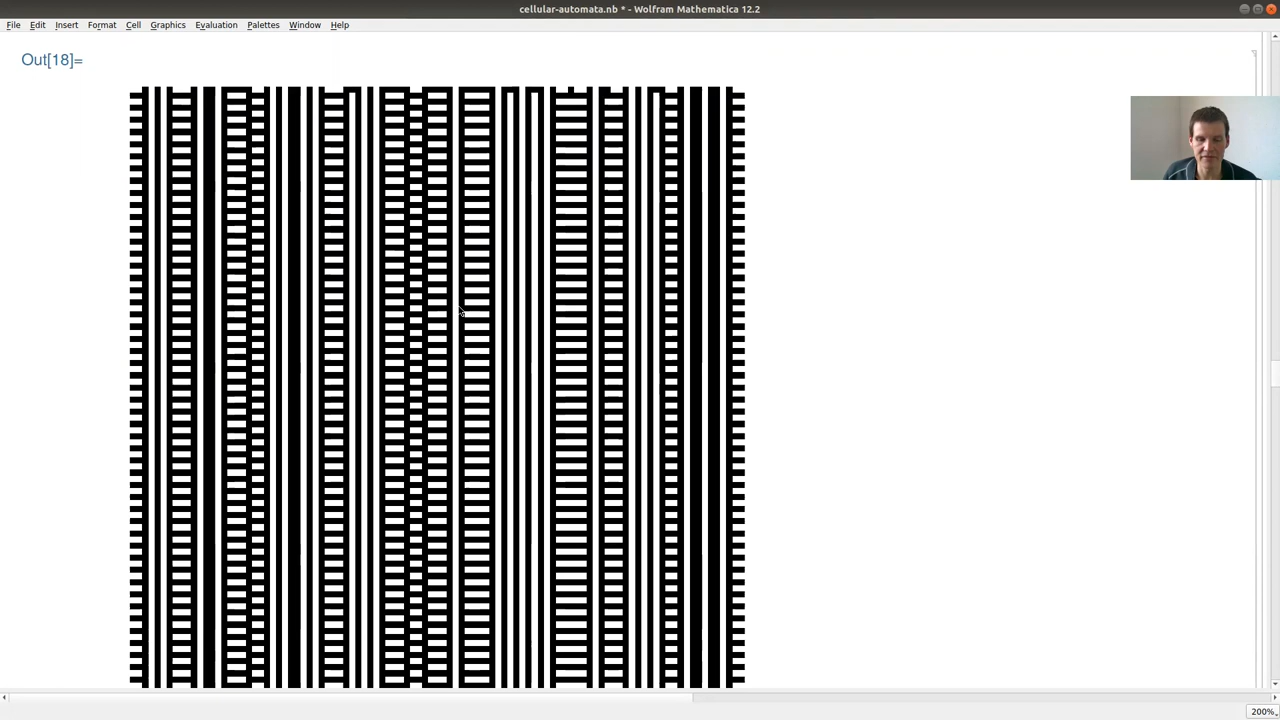 cellular-automata.nb * - Wolfram Mathematica 12.2
File Edit Insert Format Cell Graphics Evaluation Palettes Window Help
Out[18]=
200%